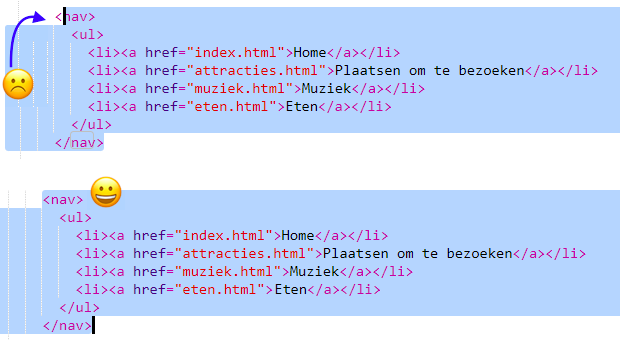 <nav>
<ul>
<li><a href="index.html">Home</a></li>
<li><a href="attracties.html">Plaatsen om te bezoeken</a></li>
<li><a href="muziek.html">Muziek</a></li>
<li><a href="eten.html">Eten</a></li>
</ul>
</nav>
<nav>
<ul>
<li><a href="index.html">Home</a></li>
<li><a href="attracties.html">Plaatsen om te bezoeken</a></li>
<li><a href="muziek.html">Muziek</a></li>
<li><a href="eten.html">Eten</a></li>
</ul>
</nav>